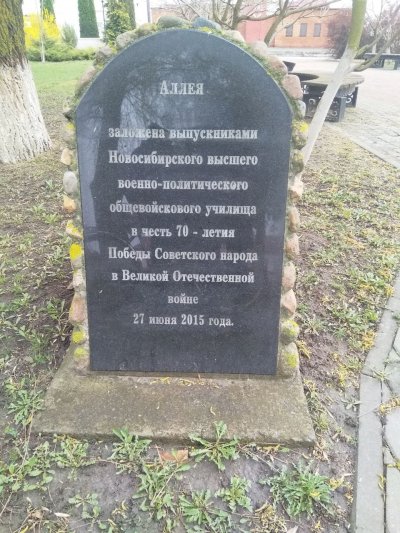 Аллея
заложена выпускниками
Новосибирского высшего
военно-политического
общевойскового училища
в честь 70 - летия
Победы Советского народа
в Великой Отечественной
войне
27 июня 2015 года.